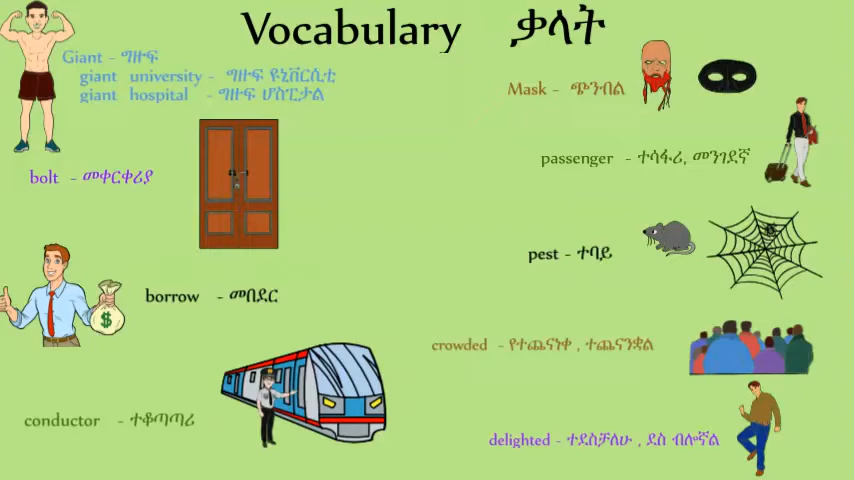 Vocabulary ቃላት
Giant - ግዙፍ
giant university - ግዙፍ ዩኒቨርሲቲ
giant hospital - ግዙፍ ሆስፒታል
bolt - መቀርቀሪያ
borrow - መበደር
conductor - ተቆጣጣሪ
Mask - ጭንብል
passenger - ተሳፋሪ, መንገደኛ
pest - ተባይ
crowded - የተጨናነቀ , ተጨናንቋል
delighted - ተደስቻለሁ , ደስ ብሎኛል